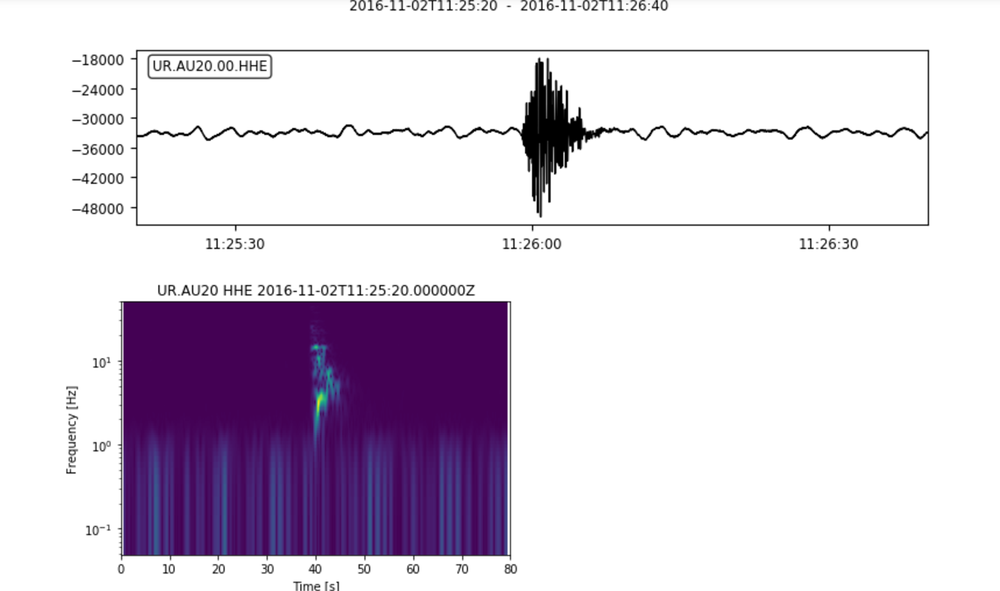 2016-11-02T11:25:20 - 2016-11-02T11:26:40
UR.AU20.00.HHE
−18000
−24000
−30000
−36000
−42000
−48000
11:25:30 11:26:00 11:26:30
UR.AU20 HHE 2016-11-02T11:25:20.000000Z
Frequency [Hz]
10¹
10⁰
10⁻¹
0 10 20 30 40 50 60 70 80
Time [s]